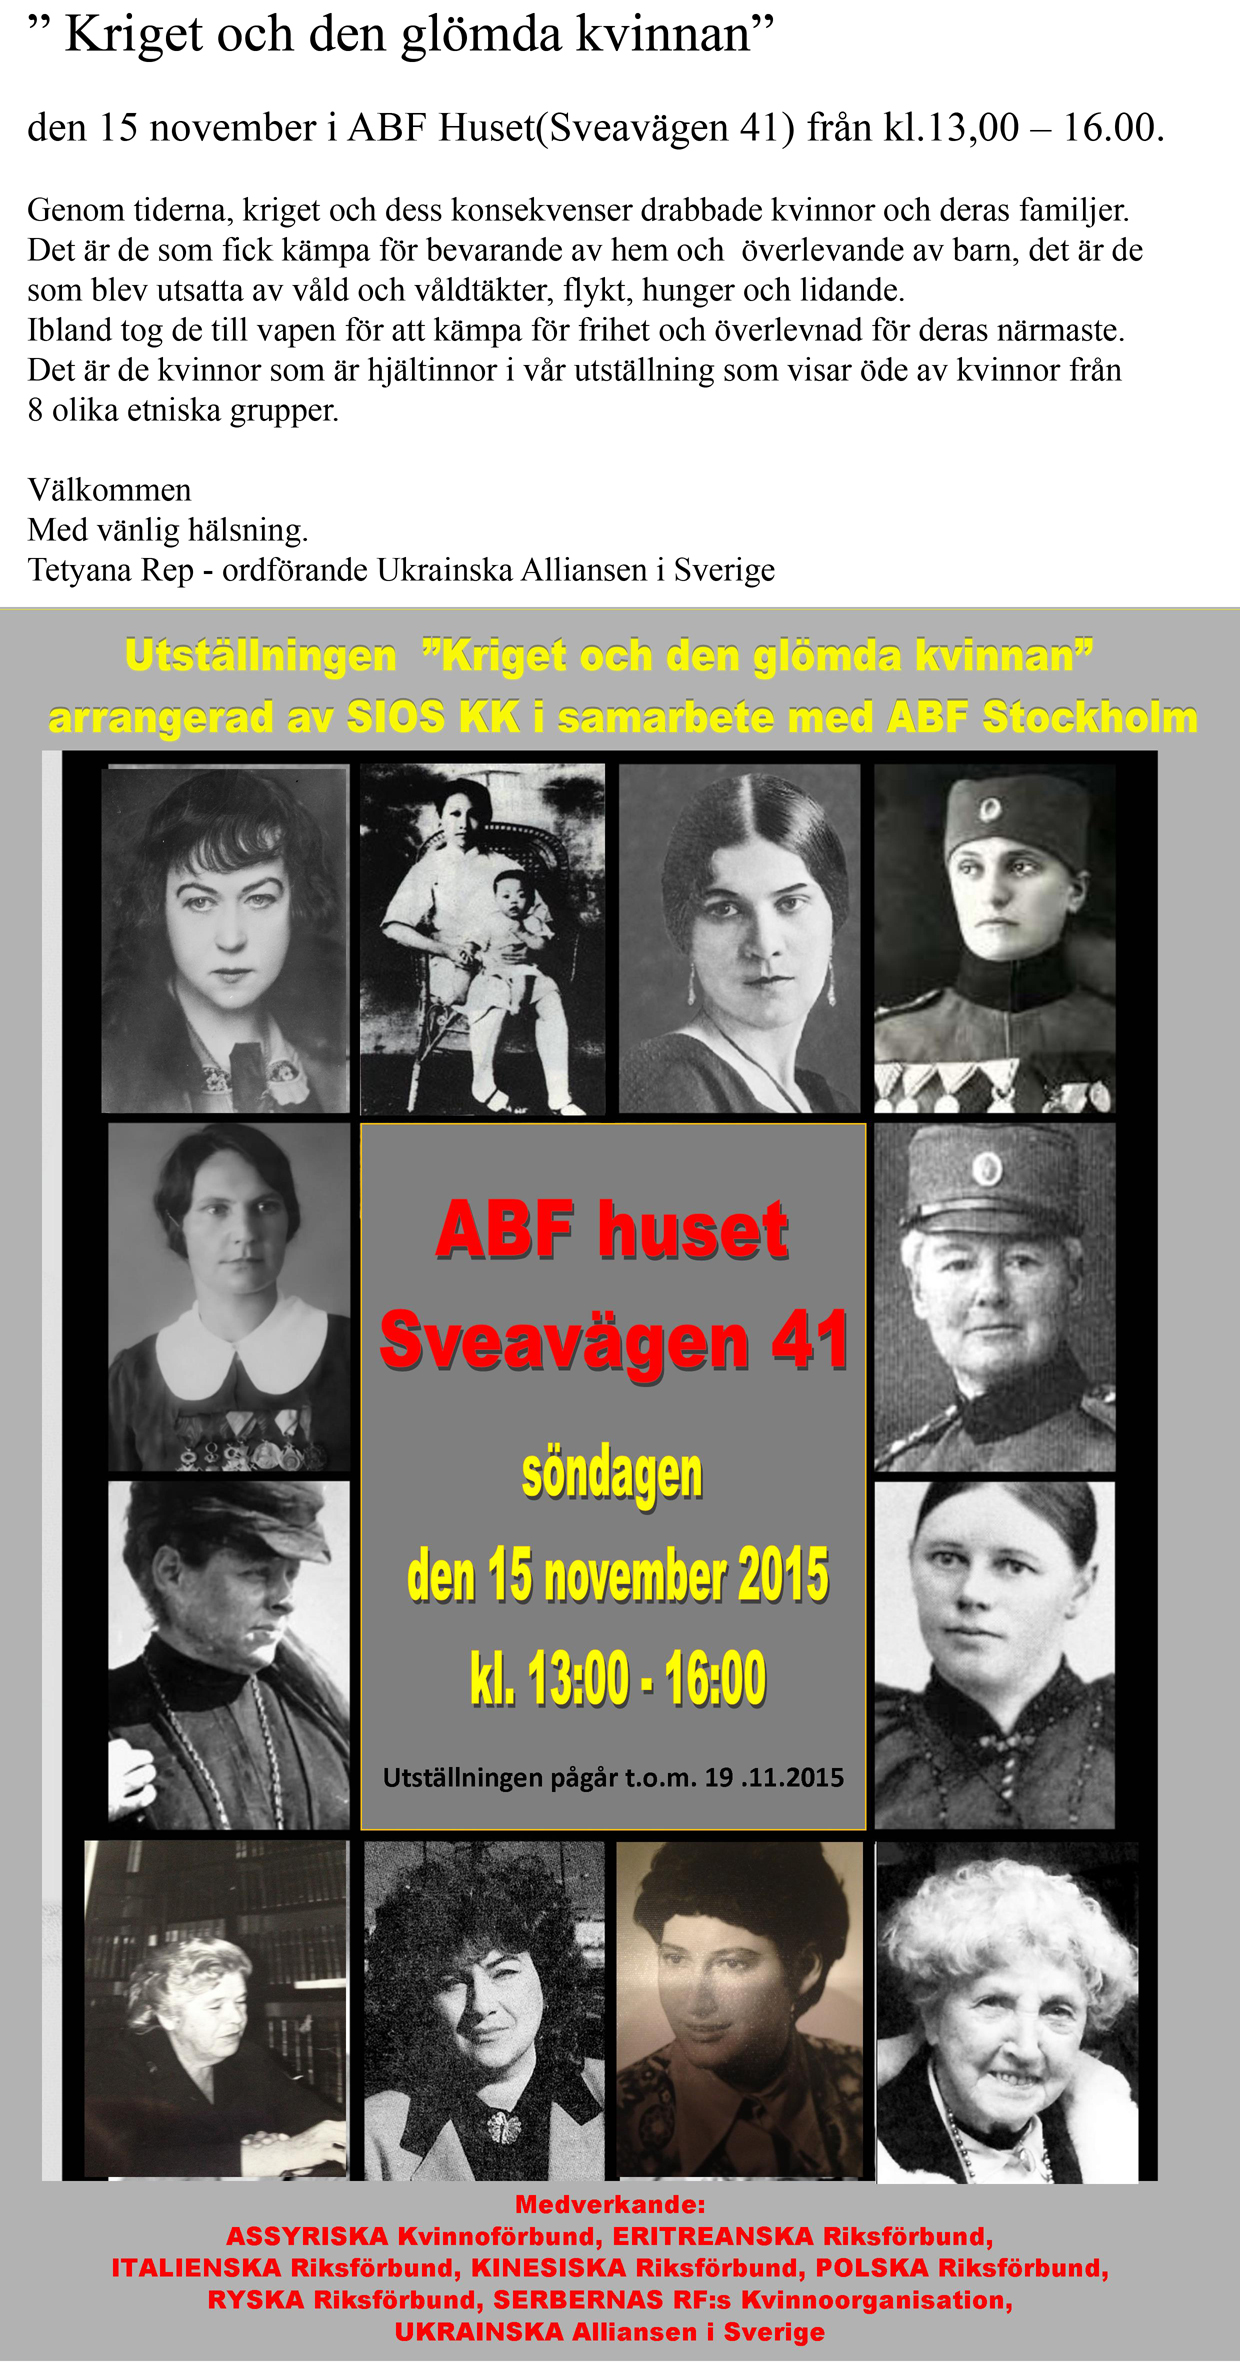 ” Kriget och den glömda kvinnan”
den 15 november i ABF Huset(Sveavägen 41) från kl.13,00 – 16.00.
Genom tiderna, kriget och dess konsekvenser drabbade kvinnor och deras familjer.
Det är de som fick kämpa för bevarande av hem och  överlevande av barn, det är de
som blev utsatta av våld och våldtäkter, flykt, hunger och lidande.
Ibland tog de till vapen för att kämpa för frihet och överlevnad för deras närmaste.
Det är de kvinnor som är hjältinnor i vår utställning som visar öde av kvinnor från
8 olika etniska grupper.
Välkommen
Med vänlig hälsning.
Tetyana Rep - ordförande Ukrainska Alliansen i Sverige
Utställningen  ”Kriget och den glömda kvinnan”
arrangerad av SIOS KK i samarbete med ABF Stockholm
ABF huset
Sveavägen 41
söndagen
den 15 november 2015
kl. 13:00 - 16:00
Utställningen pågår t.o.m. 19 .11.2015
Medverkande:
ASSYRISKA Kvinnoförbund, ERITREANSKA Riksförbund,
ITALIENSKA Riksförbund, KINESISKA Riksförbund, POLSKA Riksförbund,
RYSKA Riksförbund, SERBERNAS RF:s Kvinnoorganisation,
UKRAINSKA Alliansen i Sverige